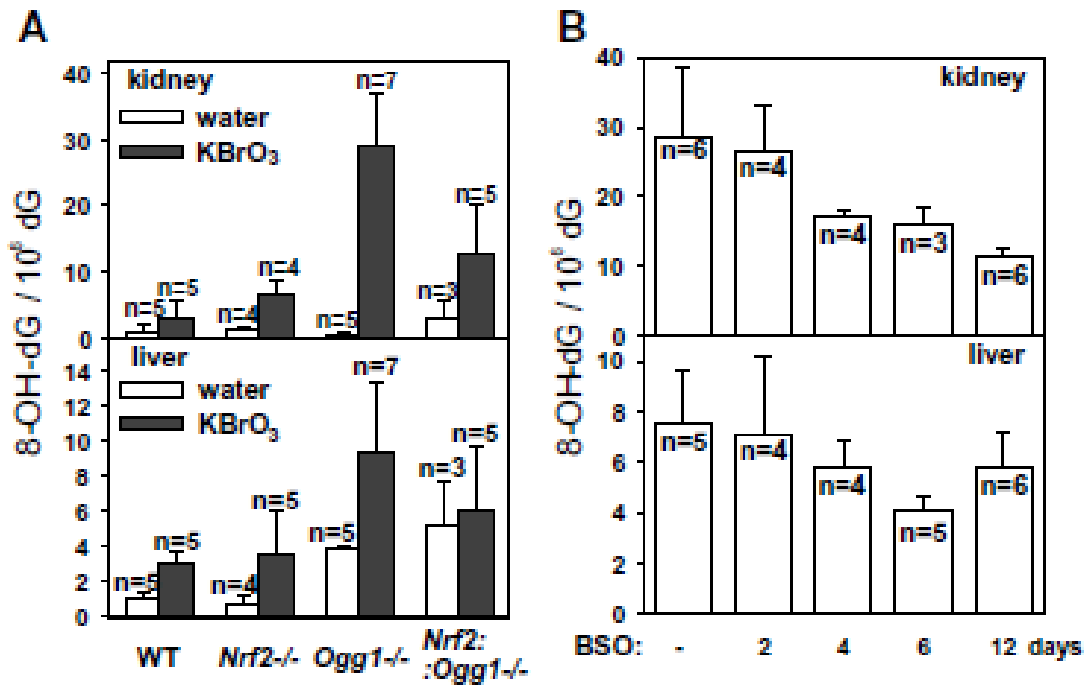 A
8-OH-dG / 10⁶ dG
kidney
water
KBrO₃
40
30
20
10
0
n=5
n=5
n=4
n=4
n=5
n=7
n=3
n=5
liver
water
KBrO₃
14
12
10
8
6
4
2
0
n=5
n=5
n=4
n=5
n=5
n=7
n=3
n=5
WT
Nrf2-/-
Ogg1-/-
Nrf2:
:Ogg1-/-
B
8-OH-dG / 10⁶ dG
kidney
40
30
20
10
0
n=6
n=4
n=4
n=3
n=6
liver
10
8
6
4
2
0
n=5
n=4
n=4
n=5
n=6
BSO: - 2 4 6 12 days